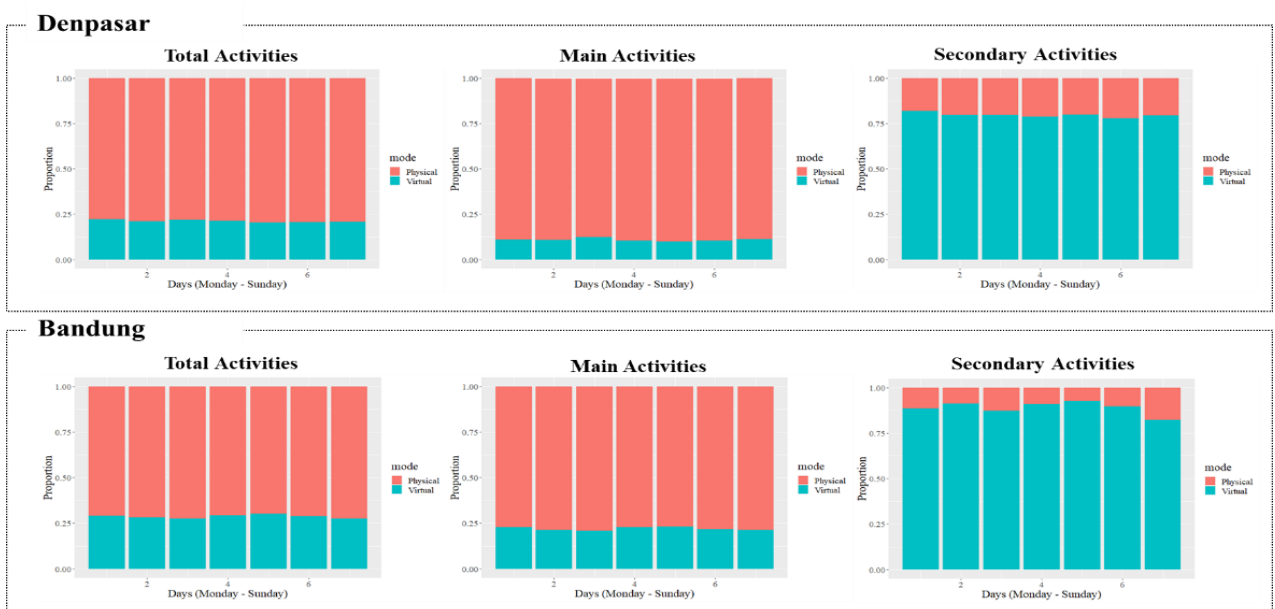 Denpasar
Total Activities
1.00
0.75
0.50
0.25
0.00
Proportion
2
4
6
Days (Monday - Sunday)
mode
Physical
Virtual
Main Activities
1.00
0.75
0.50
0.25
0.00
Proportion
2
4
6
Days (Monday - Sunday)
mode
Physical
Virtual
Secondary Activities
1.00
0.75
0.50
0.25
0.00
Proportion
2
4
6
Days (Monday - Sunday)
mode
Physical
Virtual
Bandung
Total Activities
1.00
0.75
0.50
0.25
0.00
Proportion
2
4
6
Days (Monday - Sunday)
mode
Physical
Virtual
Main Activities
1.00
0.75
0.50
0.25
0.00
Proportion
2
4
6
Days (Monday - Sunday)
mode
Physical
Virtual
Secondary Activities
1.00
0.75
0.50
0.25
0.00
Proportion
2
4
6
Days (Monday - Sunday)
mode
Physical
Virtual